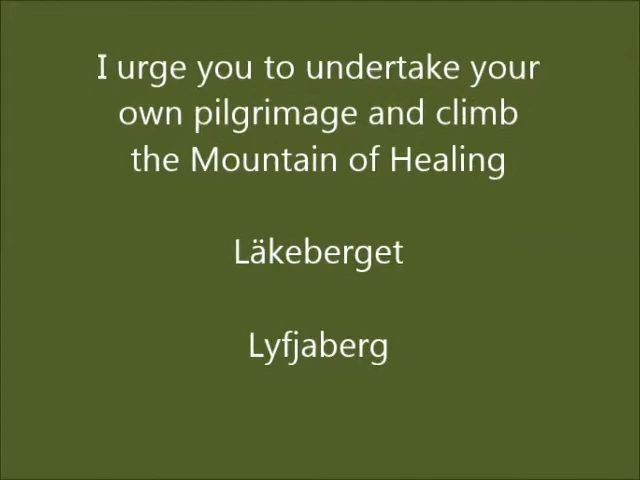 I urge you to undertake your
own pilgrimage and climb
the Mountain of Healing
Läkeberget
Lyfjaberg